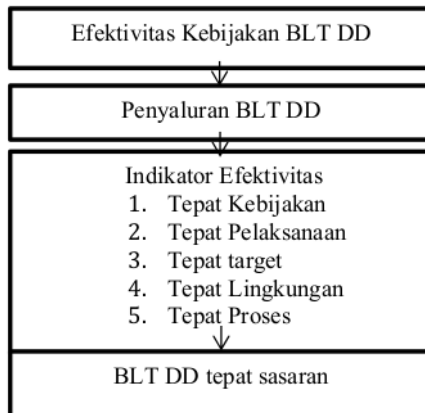 Efektivitas Kebijakan BLT DD
Penyaluran BLT DD
Indikator Efektivitas
1. Tepat Kebijakan
2. Tepat Pelaksanaan
3. Tepat target
4. Tepat Lingkungan
5. Tepat Proses
BLT DD tepat sasaran